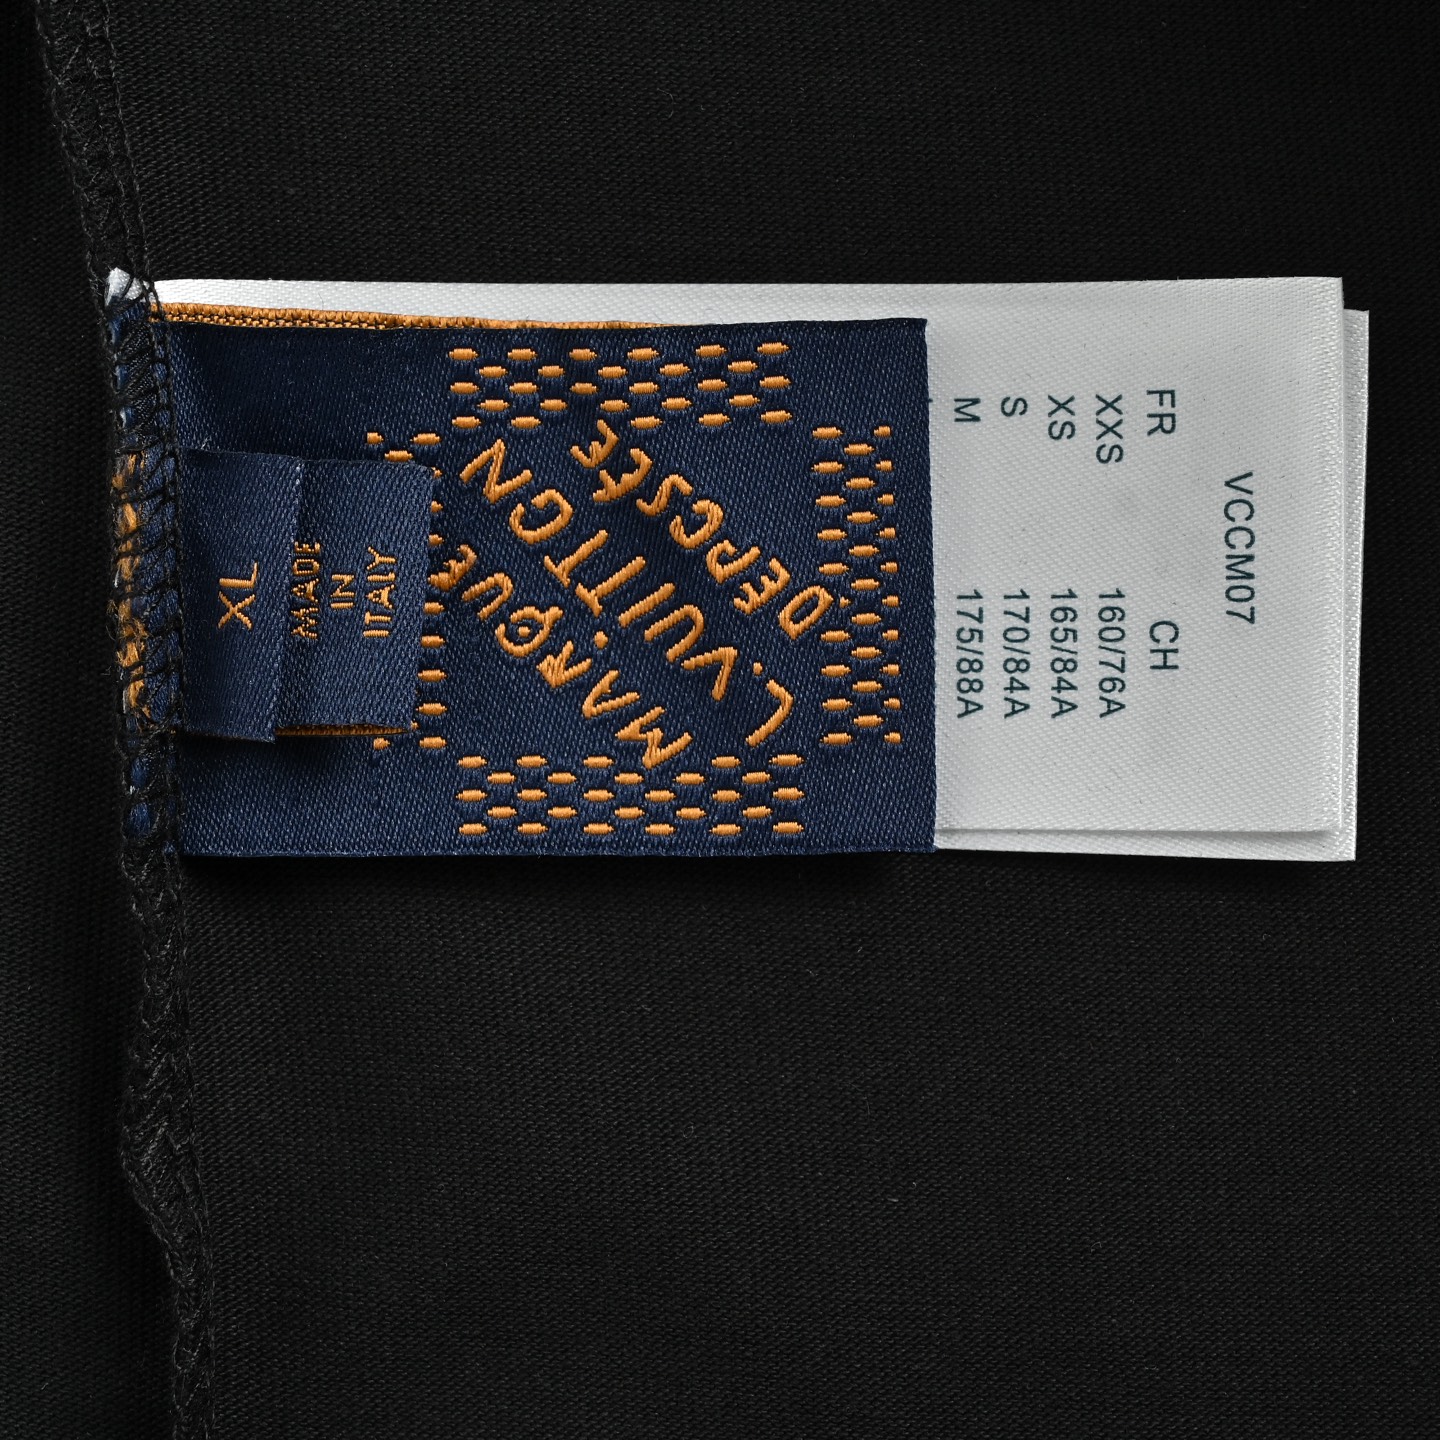 XL
MADE
IN
ITALY
MARQUE
L.VUITTON
DEPOSÉE
VCCM07
FR CH
XXS 160/76A
XS 165/84A
S 170/84A
M 175/88A